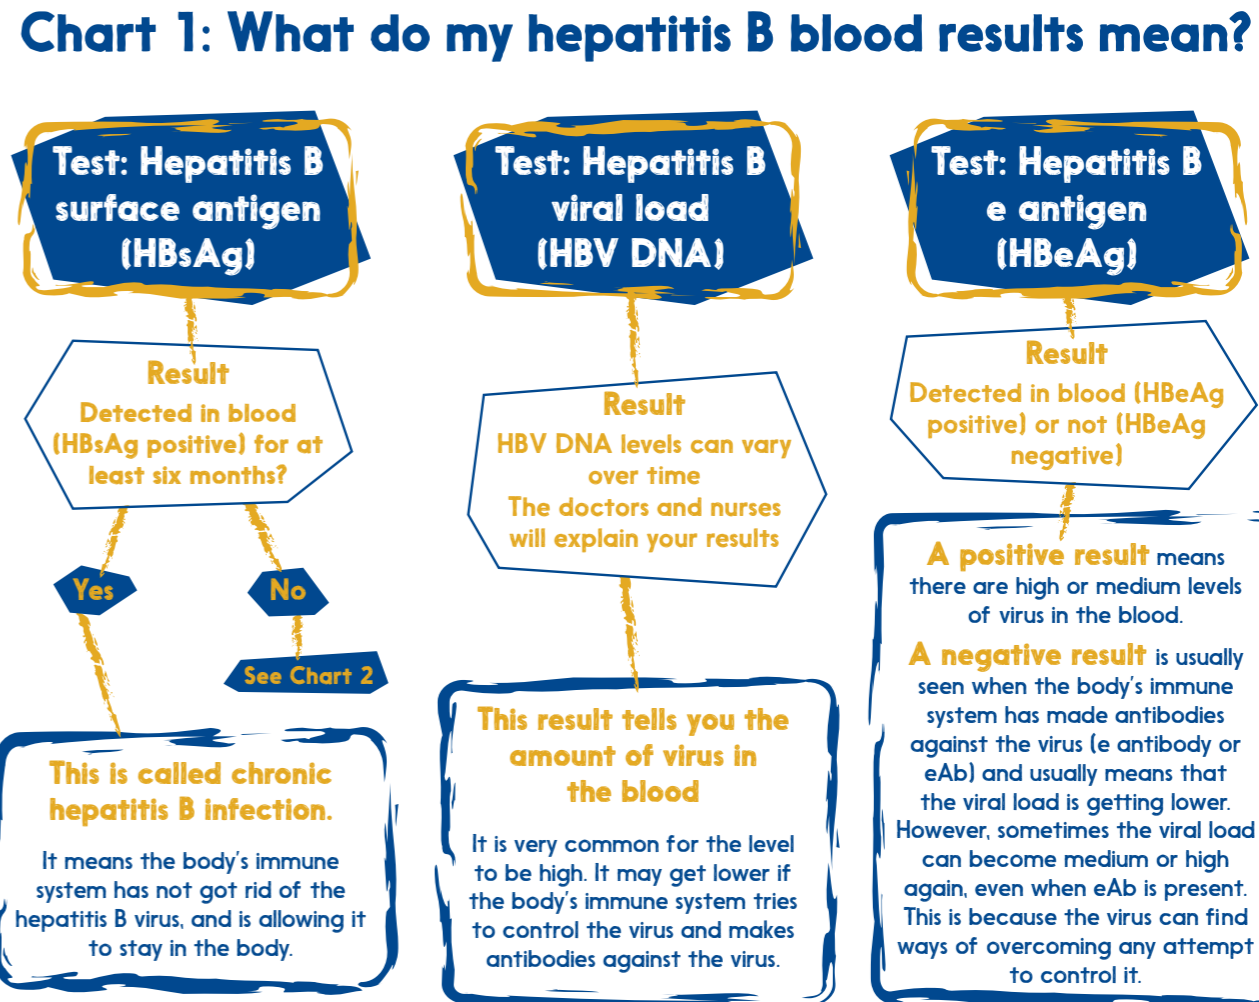 Chart 1: What do my hepatitis B blood results mean?
Test: Hepatitis B
surface antigen
(HBsAg)
Result
Detected in blood
(HBsAg positive) for at
least six months?
Yes
No
See Chart 2
This is called chronic
hepatitis B infection.
It means the body's immune
system has not got rid of the
hepatitis B virus, and is allowing it
to stay in the body.
Test: Hepatitis B
viral load
(HBV DNA)
Result
HBV DNA levels can vary
over time
The doctors and nurses
will explain your results
This result tells you the
amount of virus in
the blood
It is very common for the level
to be high. It may get lower if
the body's immune system tries
to control the virus and makes
antibodies against the virus.
Test: Hepatitis B
e antigen
(HBeAg)
Result
Detected in blood (HBeAg
positive) or not (HBeAg
negative)
A positive result means
there are high or medium levels
of virus in the blood.
A negative result is usually
seen when the body's immune
system has made antibodies
against the virus (e antibody or
eAb) and usually means that
the viral load is getting lower.
However, sometimes the viral load
can become medium or high
again, even when eAb is present.
This is because the virus can find
ways of overcoming any attempt
to control it.